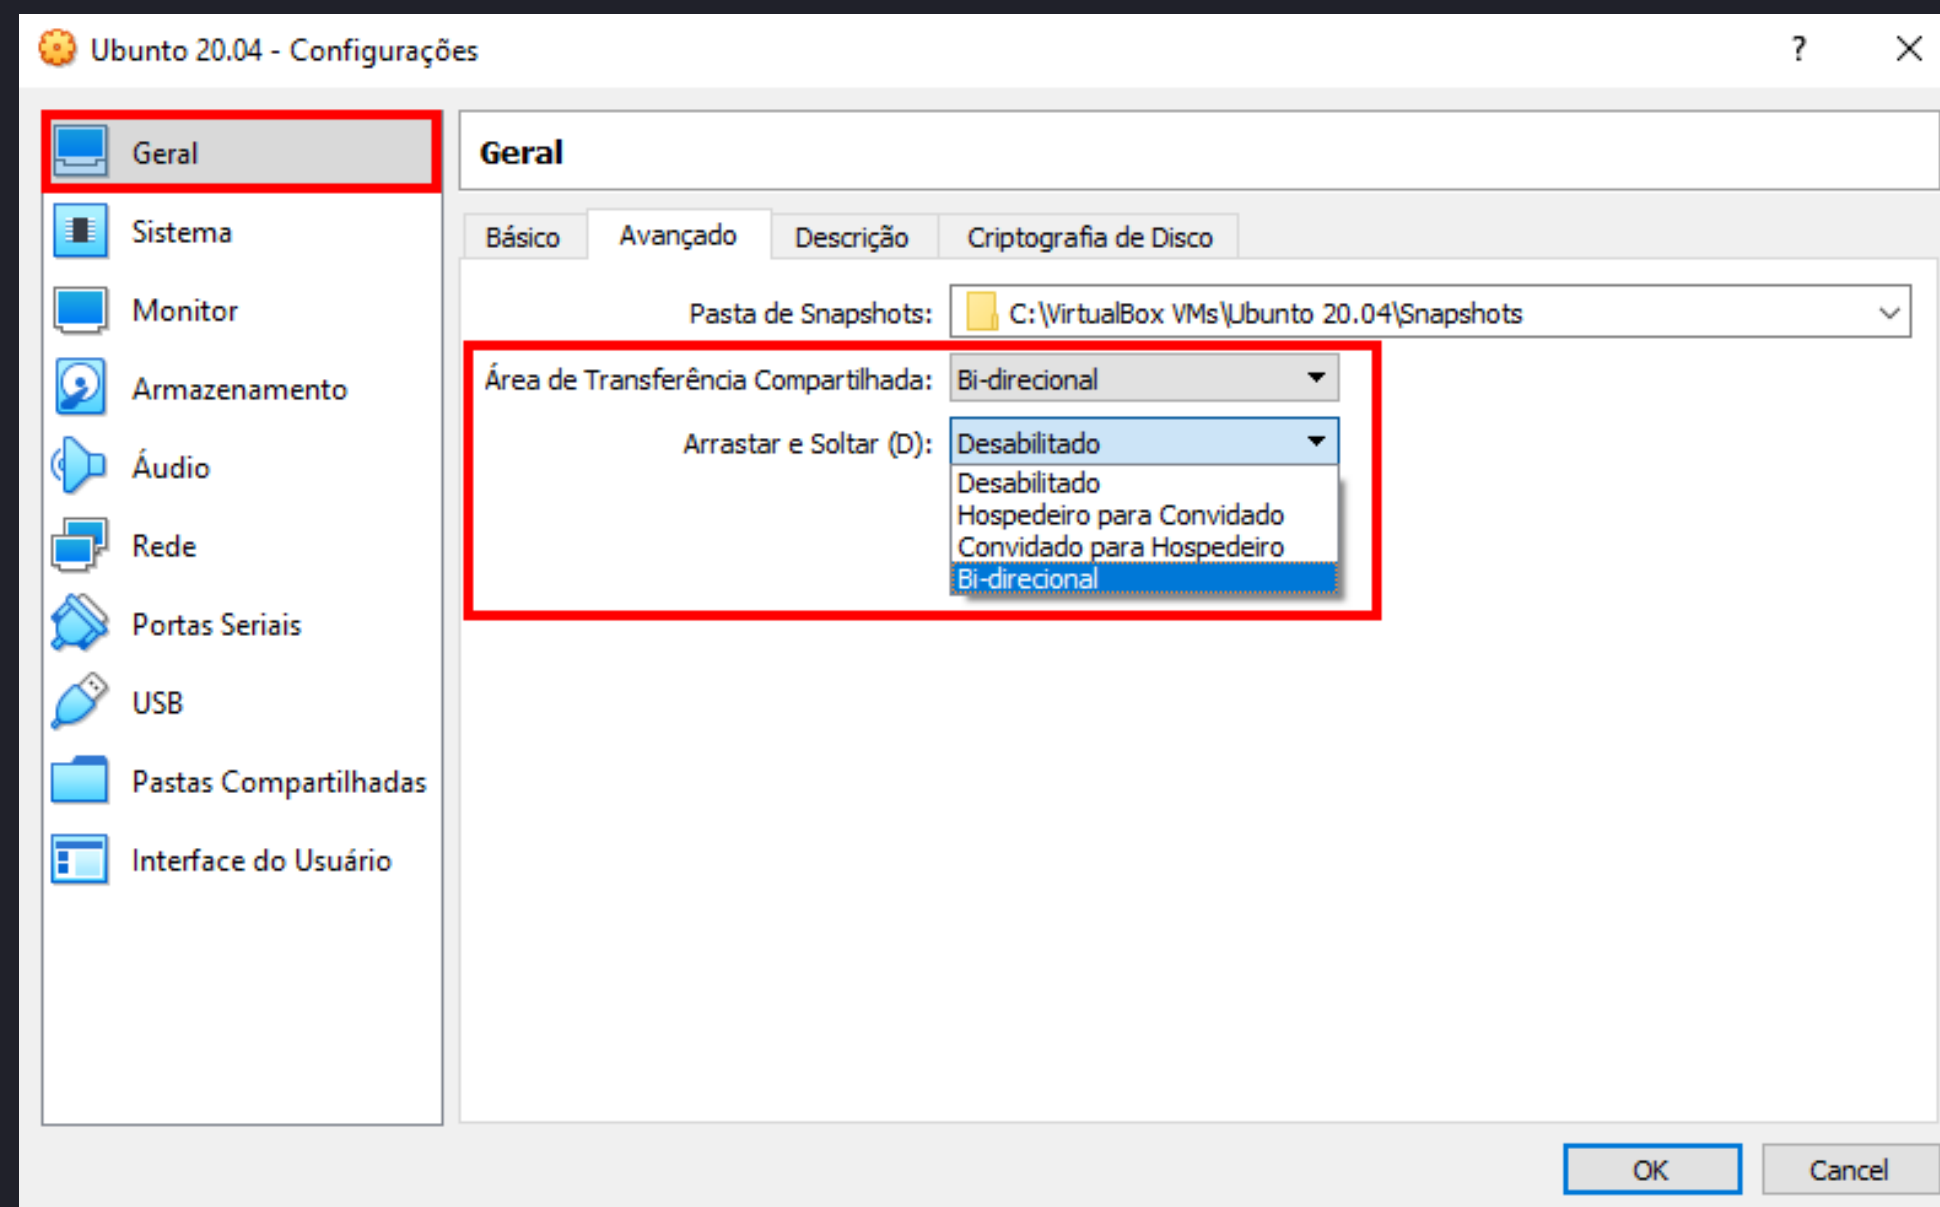 Ubunto 20.04 - Configurações
?
Geral
Sistema
Monitor
Armazenamento
Áudio
Rede
Portas Seriais
USB
Pastas Compartilhadas
Interface do Usuário
Geral
Básico Avançado Descrição Criptografia de Disco
Pasta de Snapshots: C:\VirtualBox VMs\Ubunto 20.04\Snapshots
Área de Transferência Compartilhada: Bi-direcional
Arrastar e Soltar (D): Desabilitado
Desabilitado
Hospedeiro para Convidado
Convidado para Hospedeiro
Bi-direcional
OK Cancel